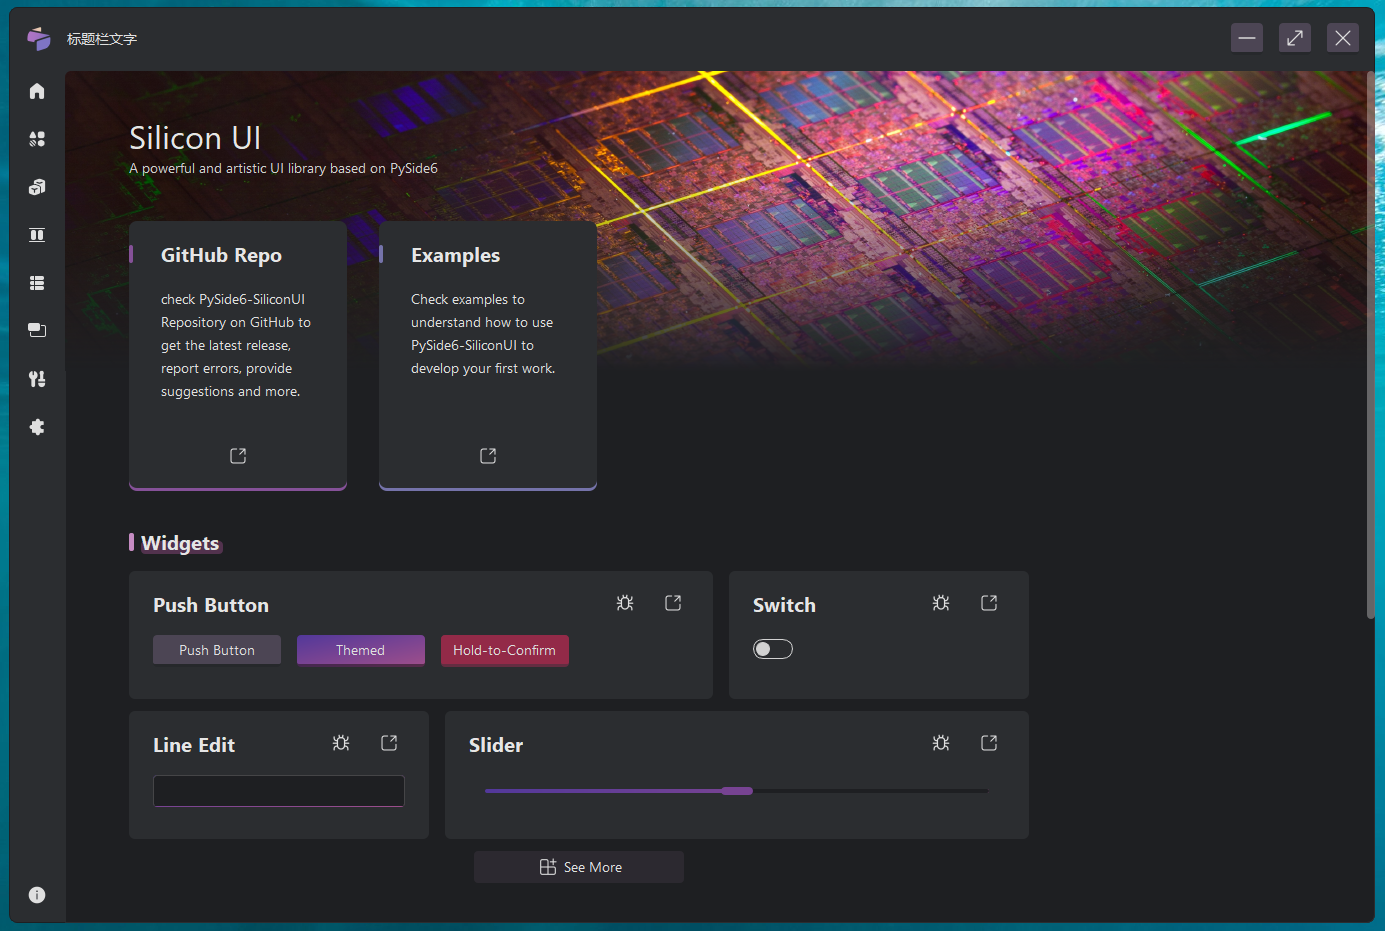 标题栏文字
Silicon UI
A powerful and artistic UI library based on PySide6
GitHub Repo
check PySide6-SiliconUI
Repository on GitHub to
get the latest release,
report errors, provide
suggestions and more.
Examples
Check examples to
understand how to use
PySide6-SiliconUI to
develop your first work.
Widgets
Push Button
Push Button
Themed
Hold-to-Confirm
Switch
Line Edit
Slider
See More